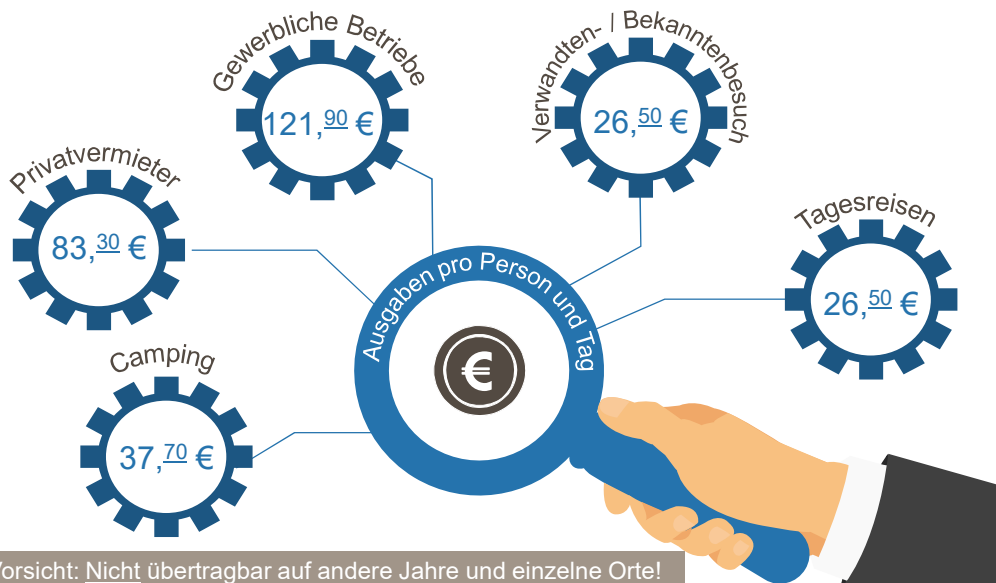 Gewerbliche Betriebe
121,90 €
Verwandten- / Bekanntenbesuch
26,50 €
Privatvermieter
83,30 €
Tagesreisen
26,50 €
Ausgaben pro Person und Tag
€
Camping
37,70 €
Vorsicht: Nicht übertragbar auf andere Jahre und einzelne Orte!